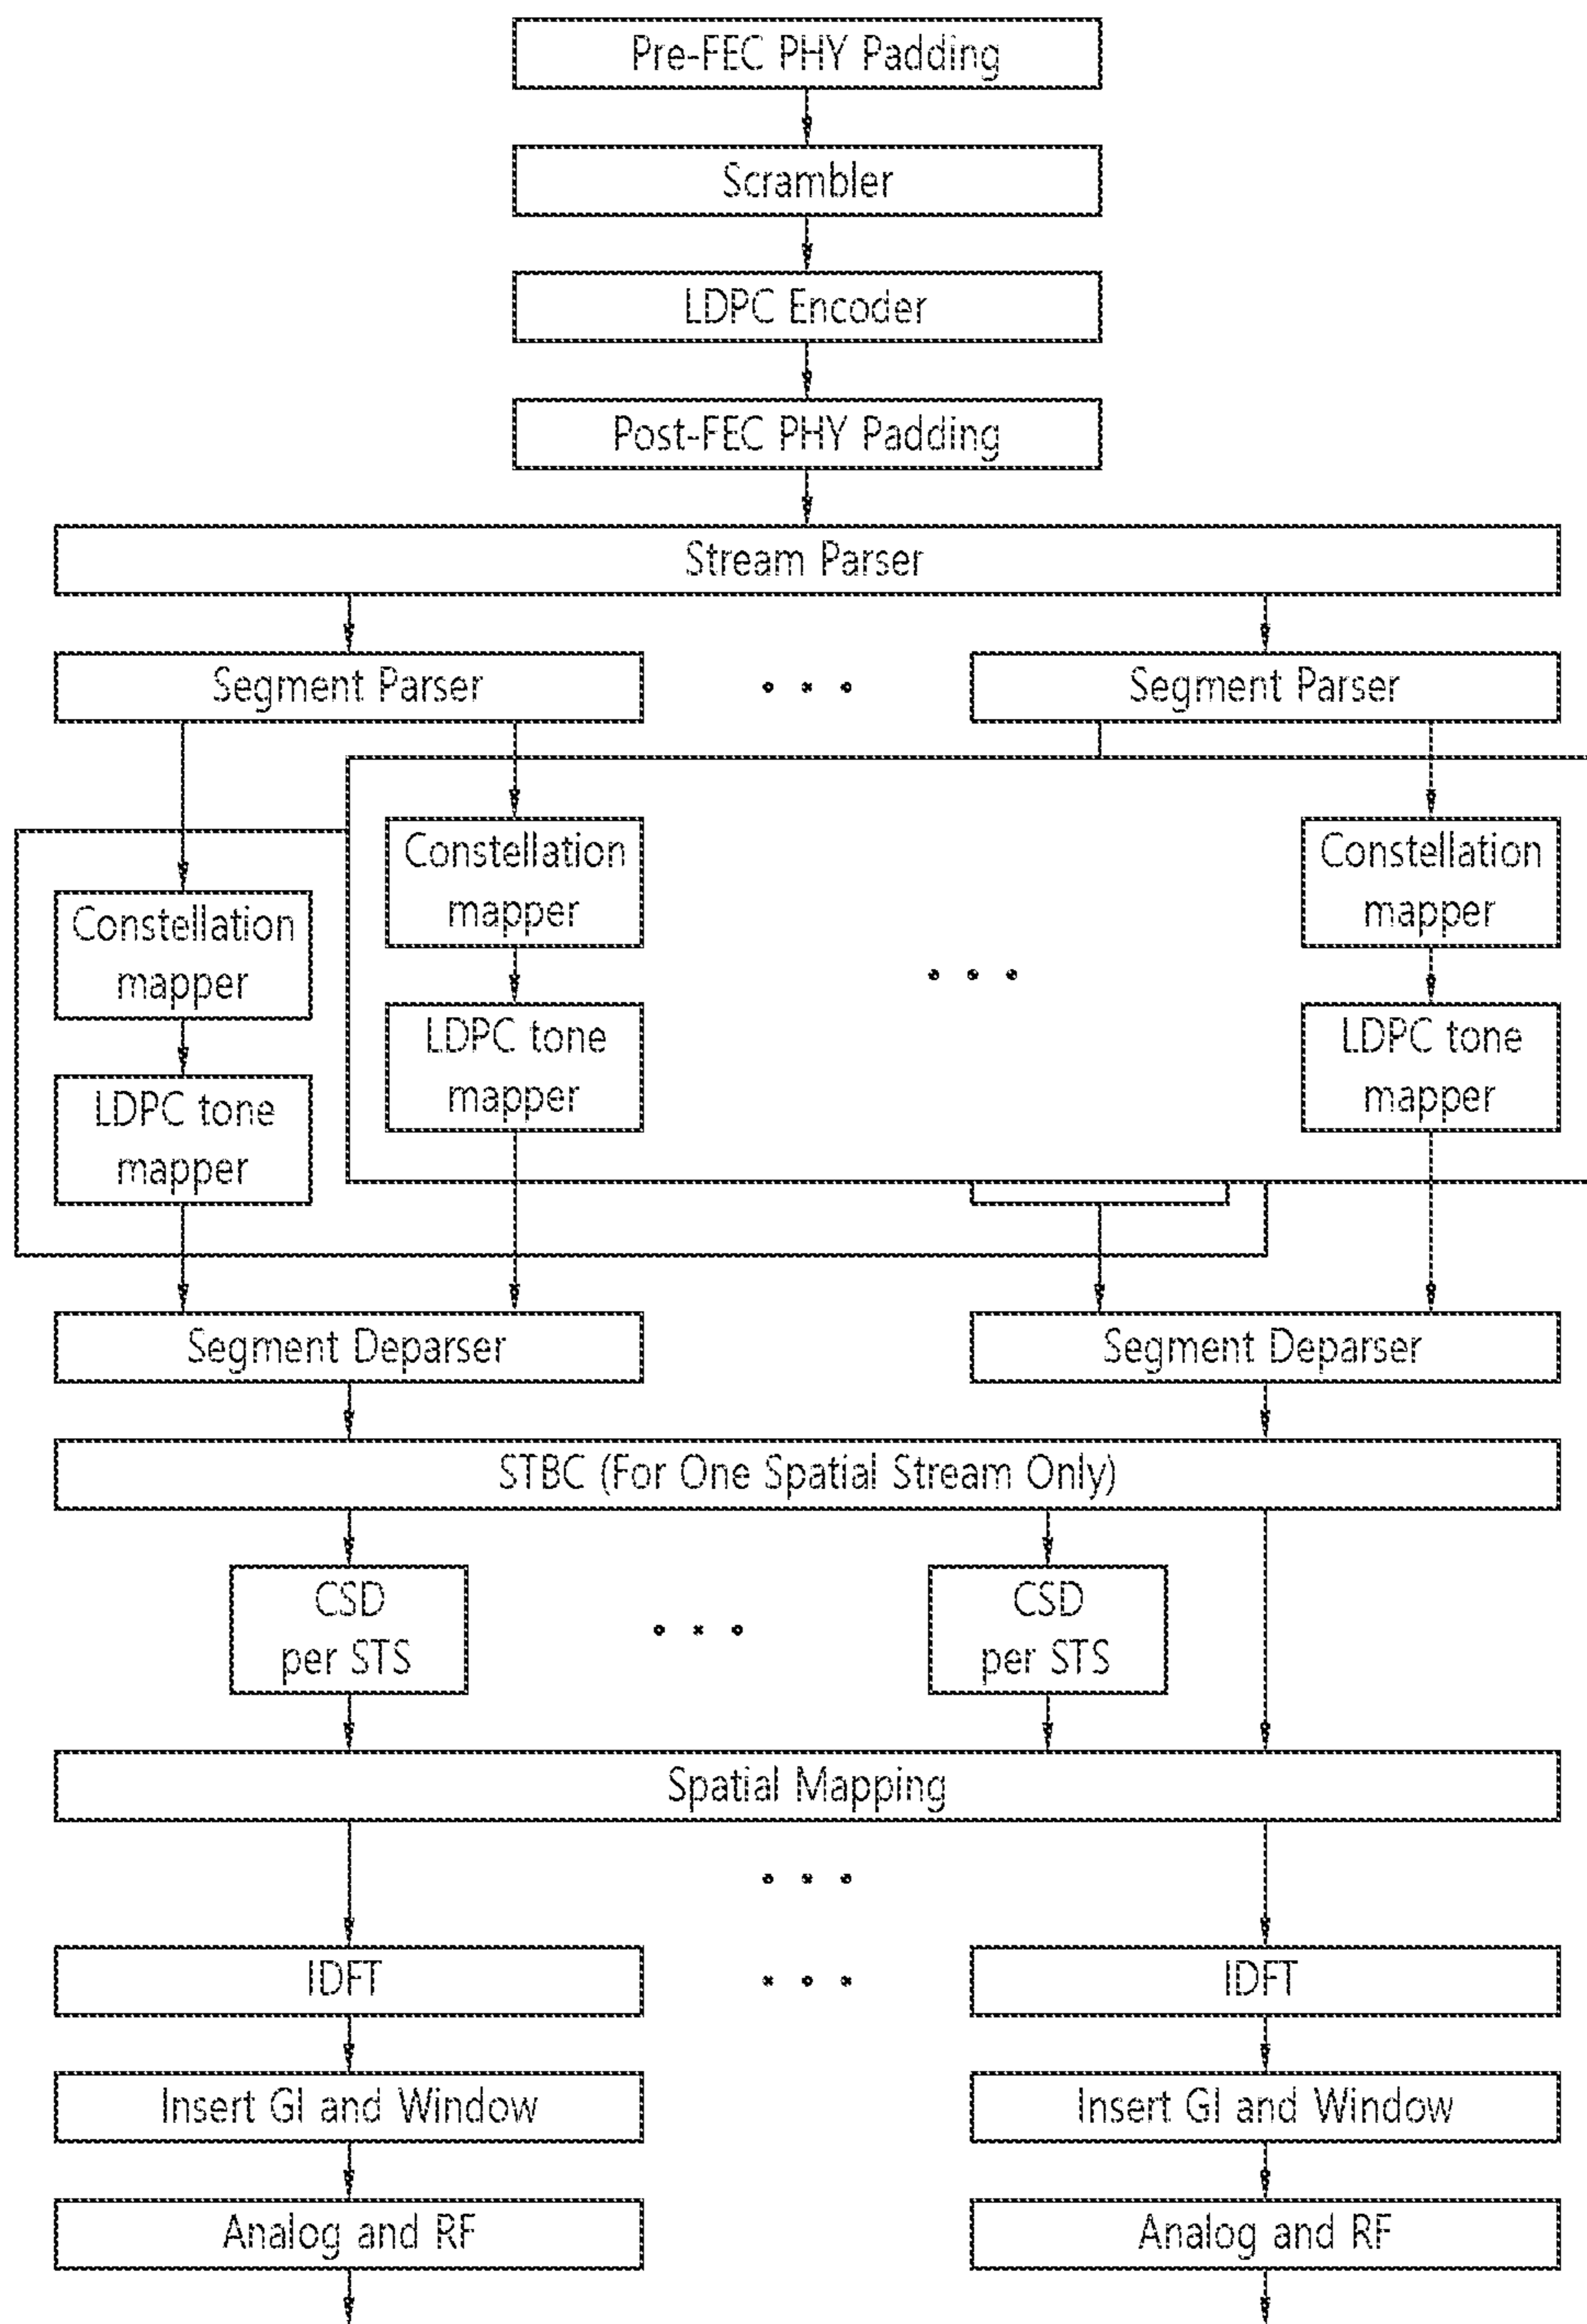 Pre-FEC PHY Padding
Scrambler
LDPC Encoder
Post-FEC PHY Padding
Stream Parser
Segment Parser
Segment Parser
Constellation
mapper
LDPC tone
mapper
Constellation
mapper
LDPC tone
mapper
Constellation
mapper
LDPC tone
mapper
Segment Deparser
Segment Deparser
STBC (For One Spatial Stream Only)
CSD
per STS
CSD
per STS
Spatial Mapping
IDFT
IDFT
Insert GI and Window
Insert GI and Window
Analog and RF
Analog and RF